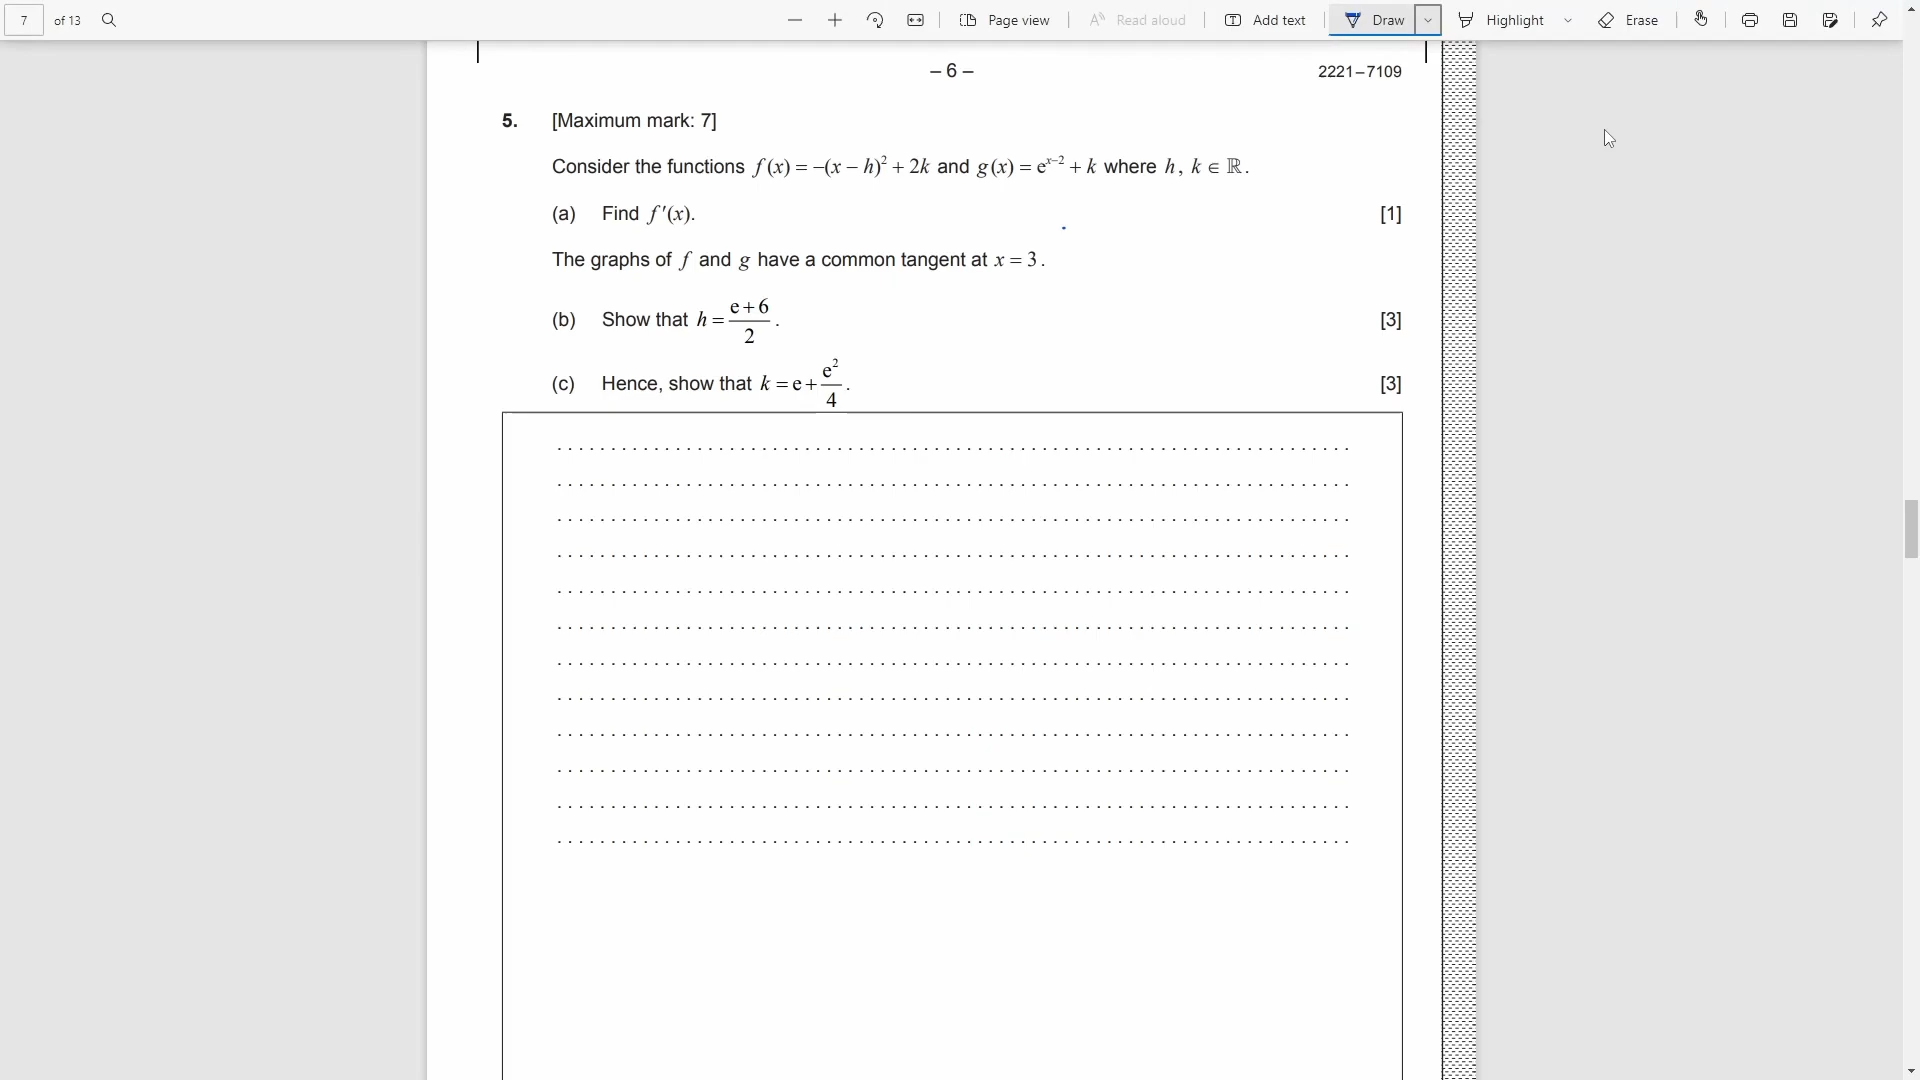 7 of 13 Page view Read aloud Add text Draw Highlight Erase
– 6 – 2221–7109
5. [Maximum mark: 7]
Consider the functions f(x) = −(x − h)² + 2k and g(x) = eˣ⁻² + k where h, k ∈ ℝ.
(a) Find f′(x). [1]
The graphs of f and g have a common tangent at x = 3.
(b) Show that h = (e + 6)/2. [3]
(c) Hence, show that k = e + e²/4. [3]